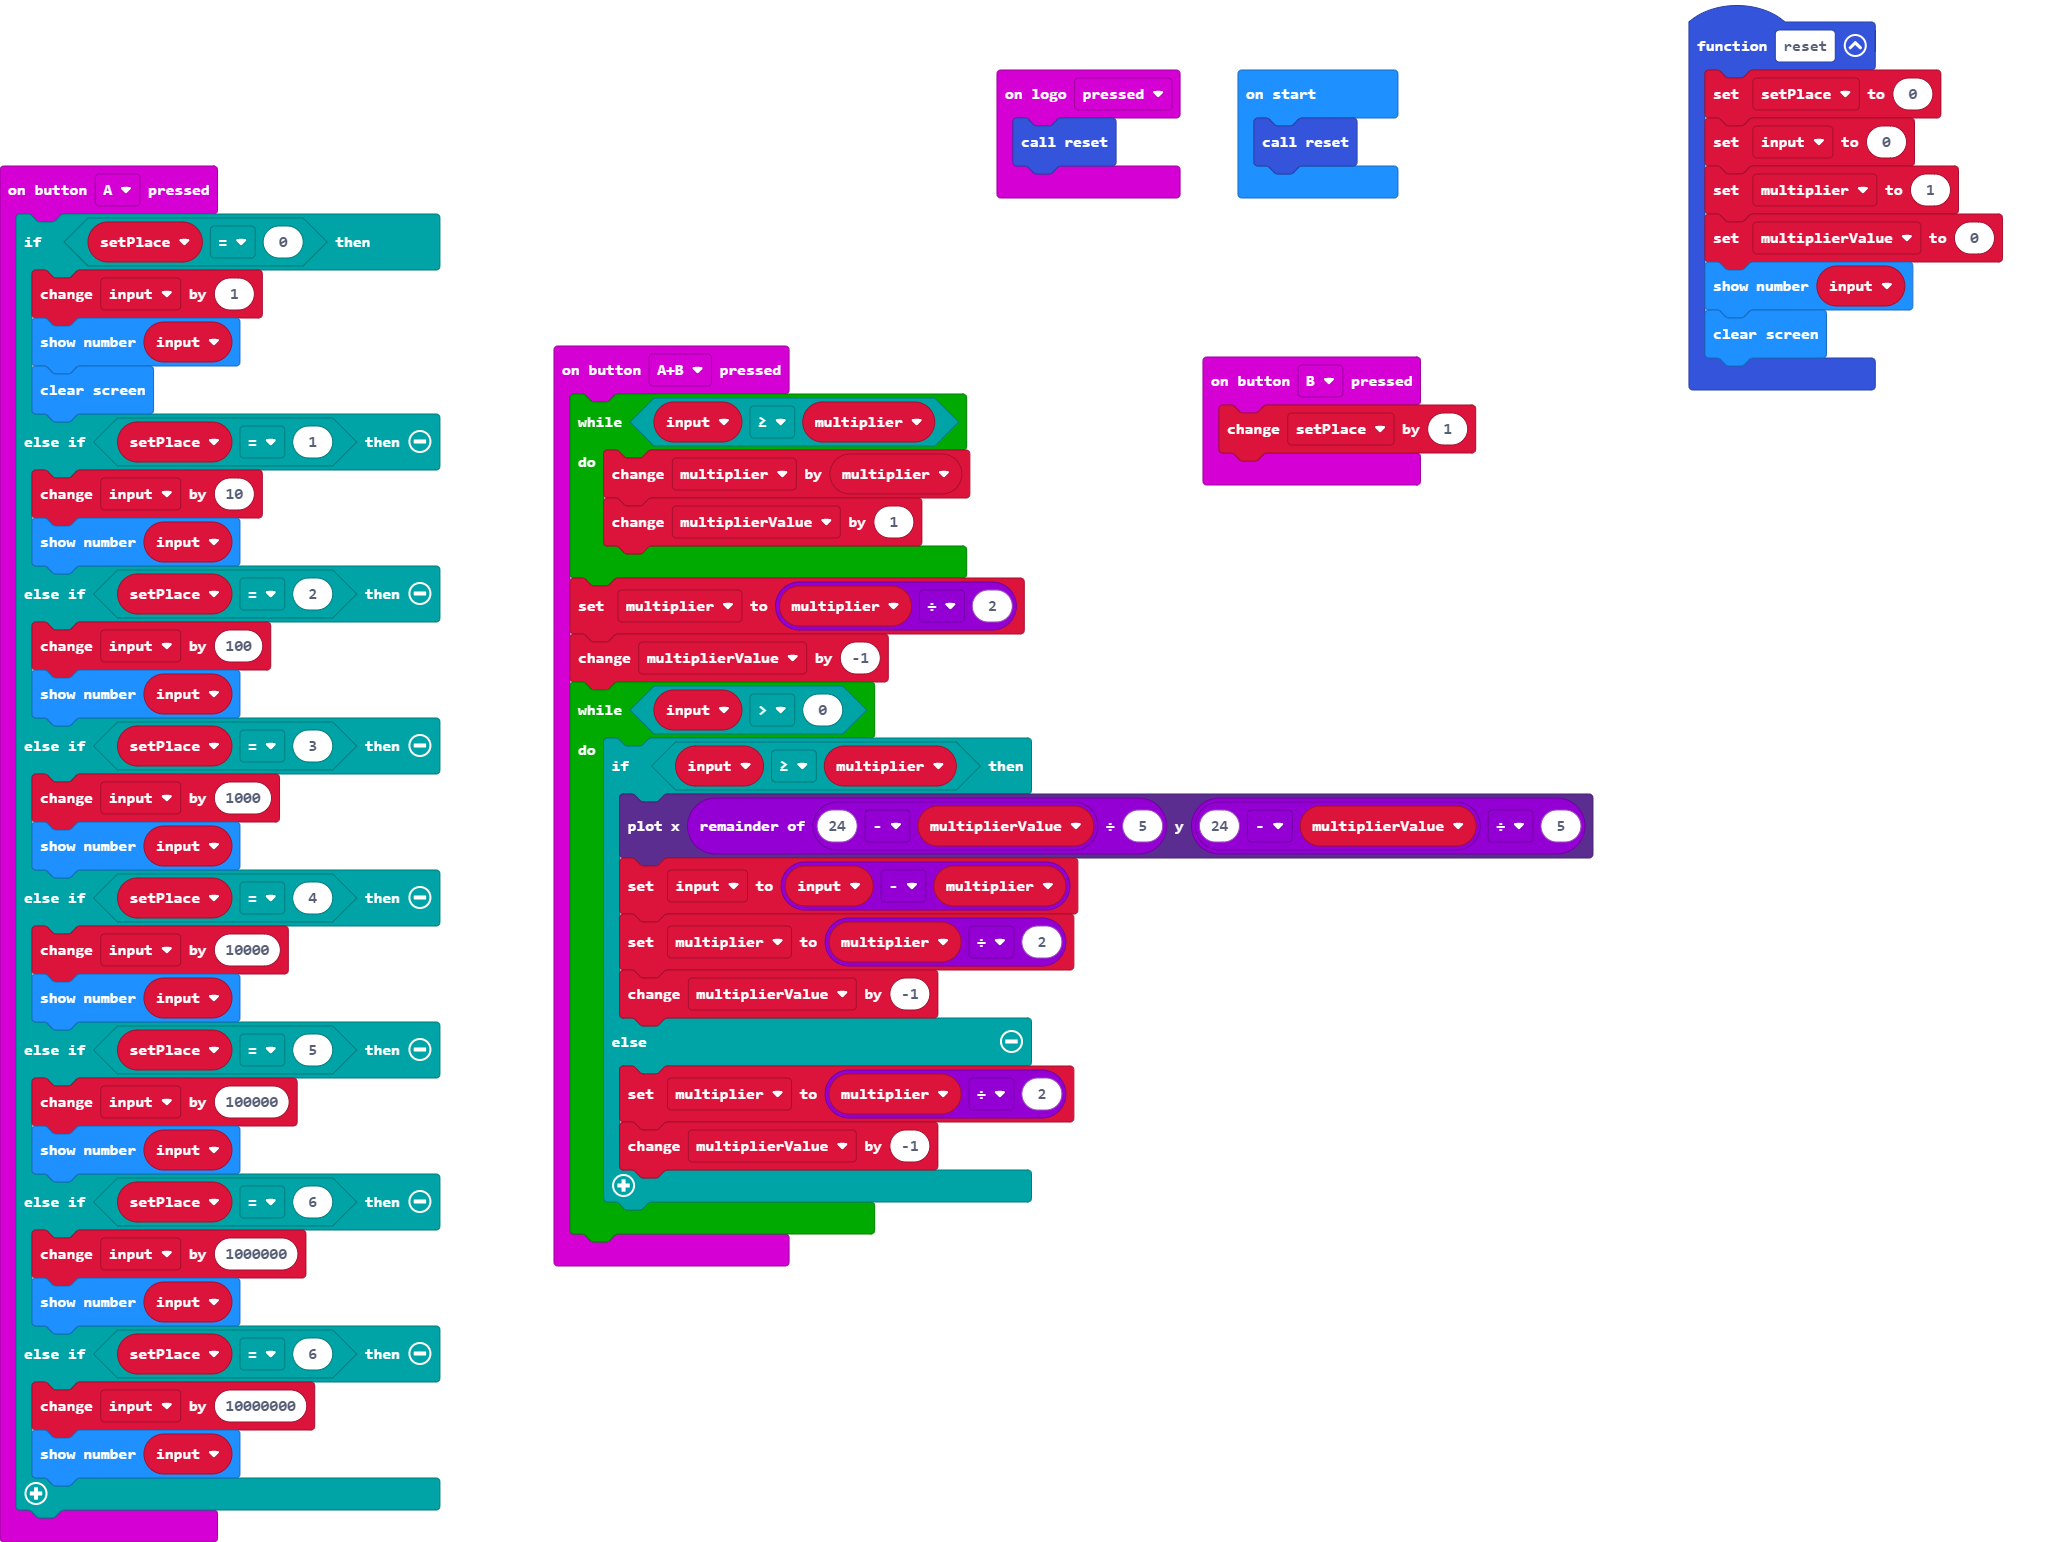 on button A pressed
if setPlace = 0 then
change input by 1
show number input
clear screen
else if setPlace = 1 then
change input by 10
show number input
else if setPlace = 2 then
change input by 100
show number input
else if setPlace = 3 then
change input by 1000
show number input
else if setPlace = 4 then
change input by 10000
show number input
else if setPlace = 5 then
change input by 100000
show number input
else if setPlace = 6 then
change input by 1000000
show number input
else if setPlace = 6 then
change input by 10000000
show number input
on button A+B pressed
while input ≥ multiplier
do
change multiplier by multiplier
change multiplierValue by 1
set multiplier to multiplier ÷ 2
change multiplierValue by -1
while input > 0
do
if input ≥ multiplier then
plot x remainder of 24 - multiplierValue ÷ 5 y 24 - multiplierValue ÷ 5
set input to input - multiplier
set multiplier to multiplier ÷ 2
change multiplierValue by -1
else
set multiplier to multiplier ÷ 2
change multiplierValue by -1
on logo pressed
call reset
on start
call reset
on button B pressed
change setPlace by 1
function reset
set setPlace to 0
set input to 0
set multiplier to 1
set multiplierValue to 0
show number input
clear screen